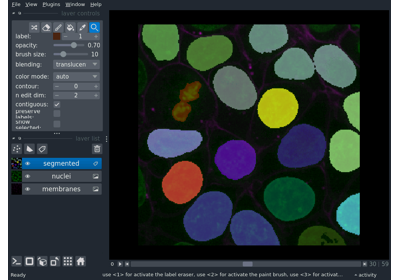 File View Plugins Window Help
layer controls
label: 1
opacity: 0.70
brush size: 10
blending: translucen
color mode: auto
contour: 0
n edit dim: 2
contiguous:
preserve
labels:
show
selected:
layer list
segmented
nuclei
membranes
0 30 59
Ready use <1> for activate the label eraser, use <2> for activate the paint brush, use <3> for activat... activity